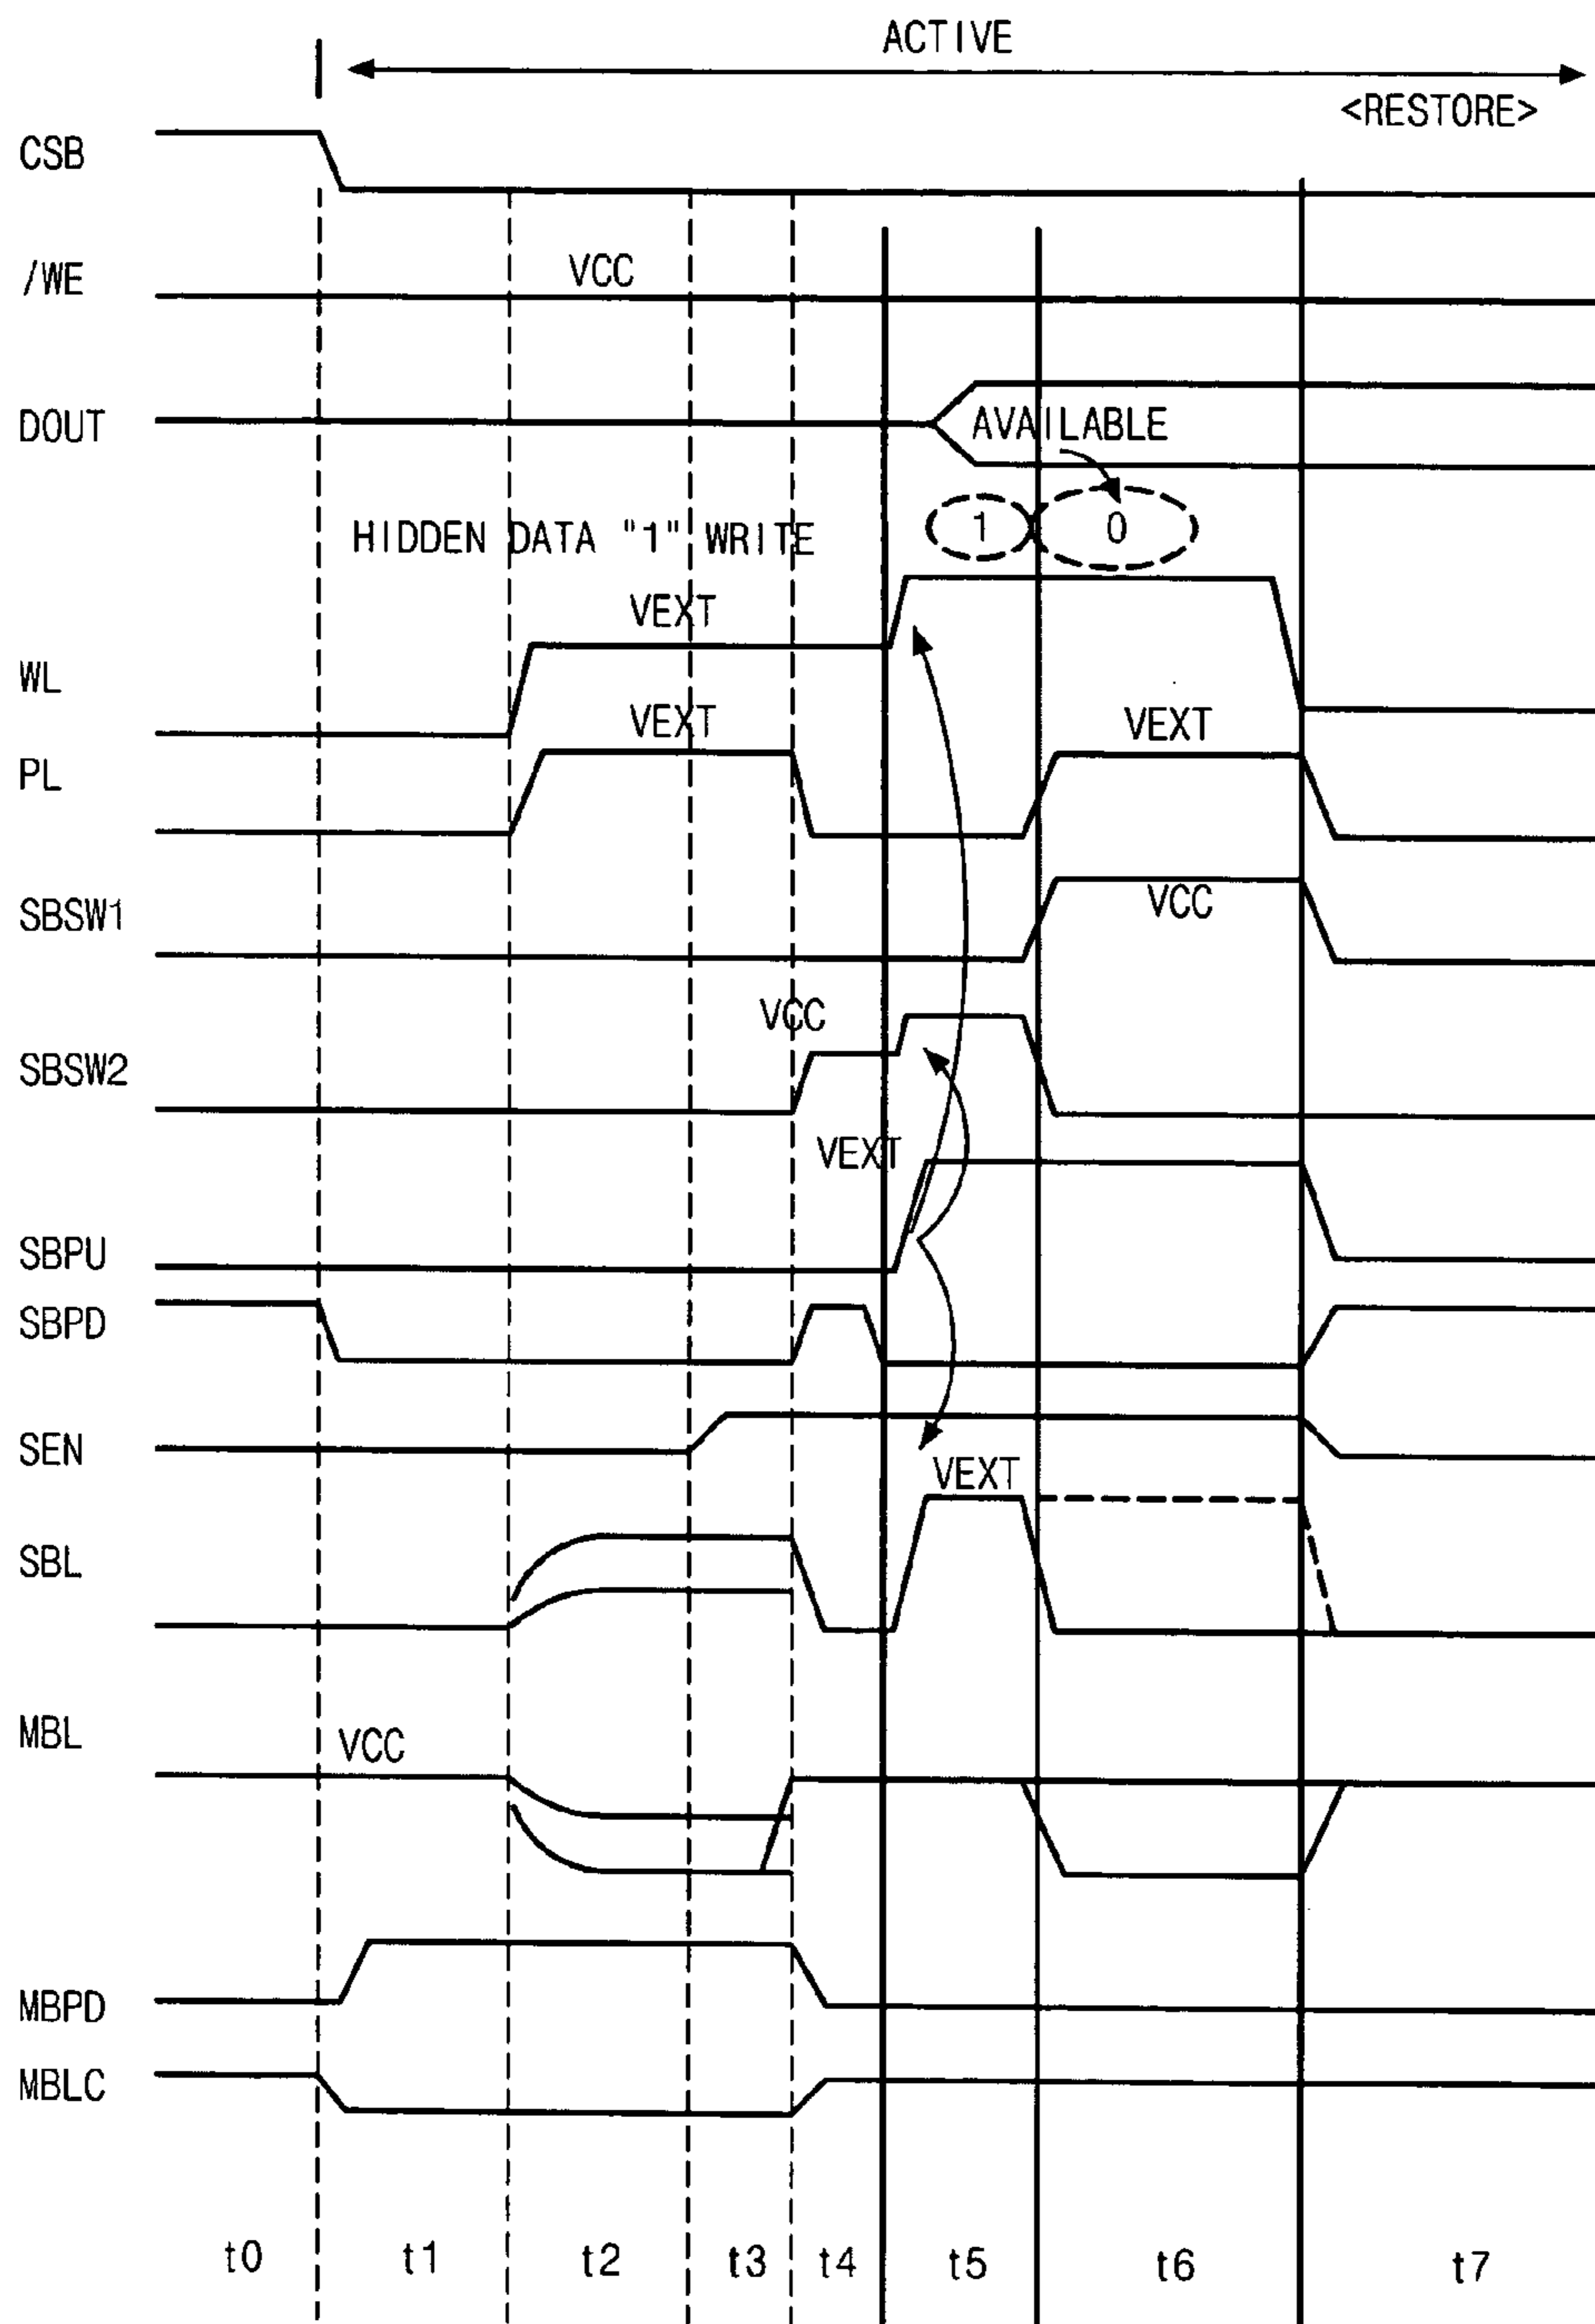 ACTIVE
<RESTORE>
CSB
/WE
VCC
DOUT
AVAILABLE
HIDDEN DATA "1" WRITE
1
0
WL
VEXT
PL
VEXT
VEXT
SBSW1
VCC
SBSW2
VCC
SBPU
VEXT
SBPD
SEN
SBL
VEXT
MBL
VCC
MBPD
MBLC
t0 t1 t2 t3 t4 t5 t6 t7